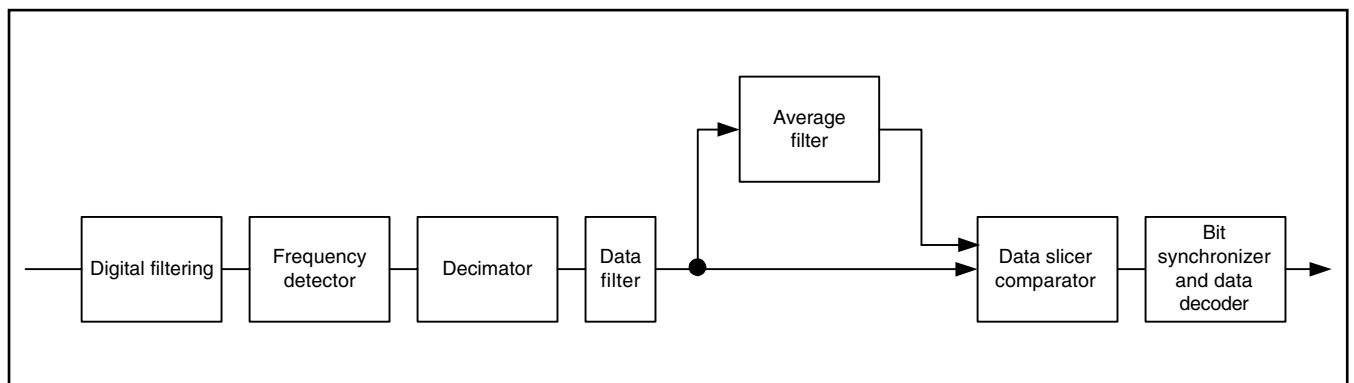 Average
filter
Digital filtering
Frequency
detector
Decimator
Data
filter
Data slicer
comparator
Bit
synchronizer
and data
decoder